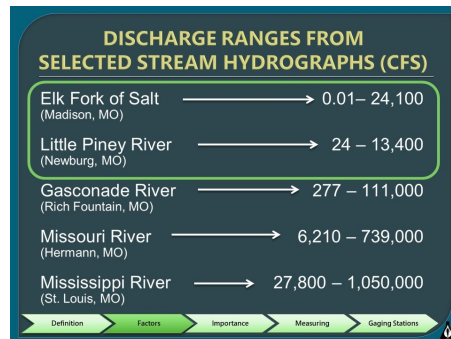 DISCHARGE RANGES FROM
SELECTED STREAM HYDROGRAPHS (CFS)
Elk Fork of Salt 0.01– 24,100
(Madison, MO)
Little Piney River 24 – 13,400
(Newburg, MO)
Gasconade River 277 – 111,000
(Rich Fountain, MO)
Missouri River 6,210 – 739,000
(Hermann, MO)
Mississippi River 27,800 – 1,050,000
(St. Louis, MO)
Definition Factors Importance Measuring Gaging Stations